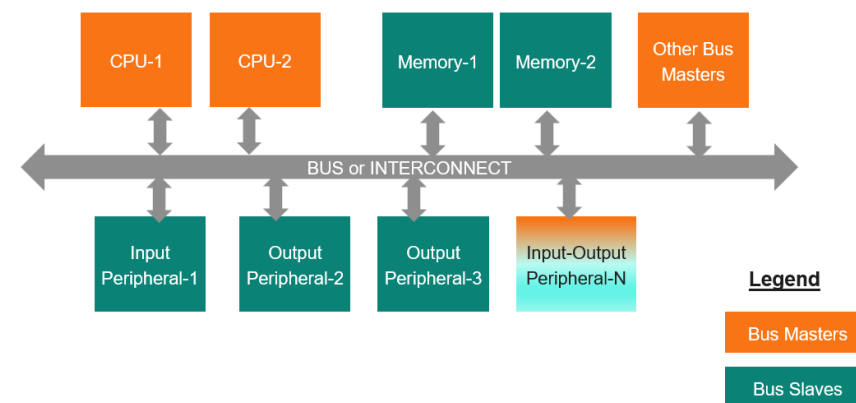 CPU-1
CPU-2
Memory-1
Memory-2
Other Bus
Masters
BUS or INTERCONNECT
Input
Peripheral-1
Output
Peripheral-2
Output
Peripheral-3
Input-Output
Peripheral-N
Legend
Bus Masters
Bus Slaves